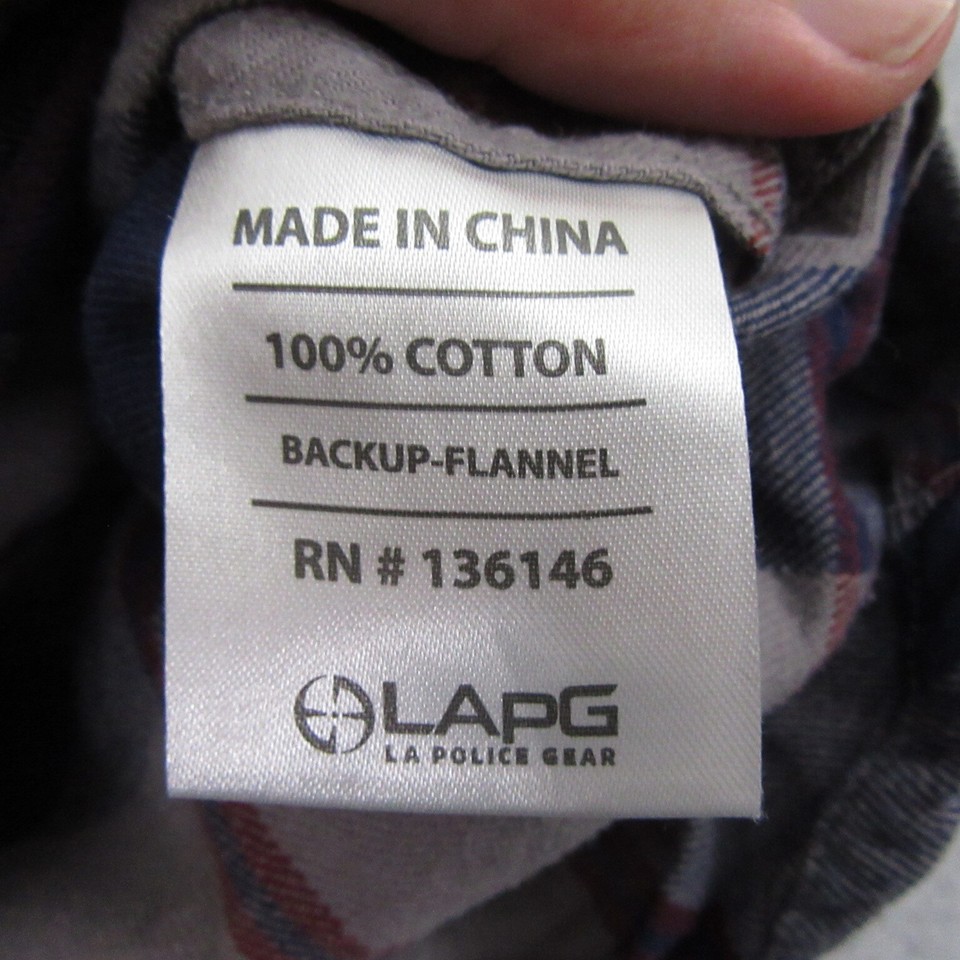 MADE IN CHINA
100% COTTON
BACKUP-FLANNEL
RN # 136146
LAPG
LA POLICE GEAR